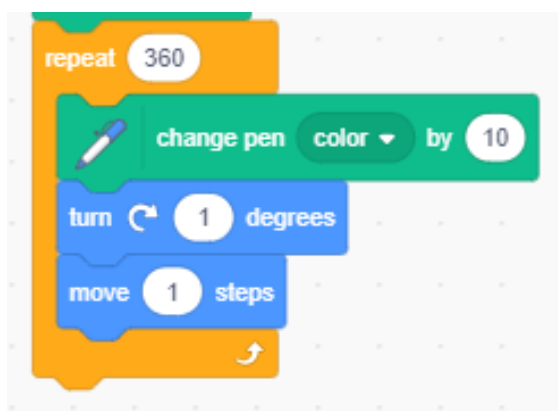 repeat 360
change pen color by 10
turn 1 degrees
move 1 steps